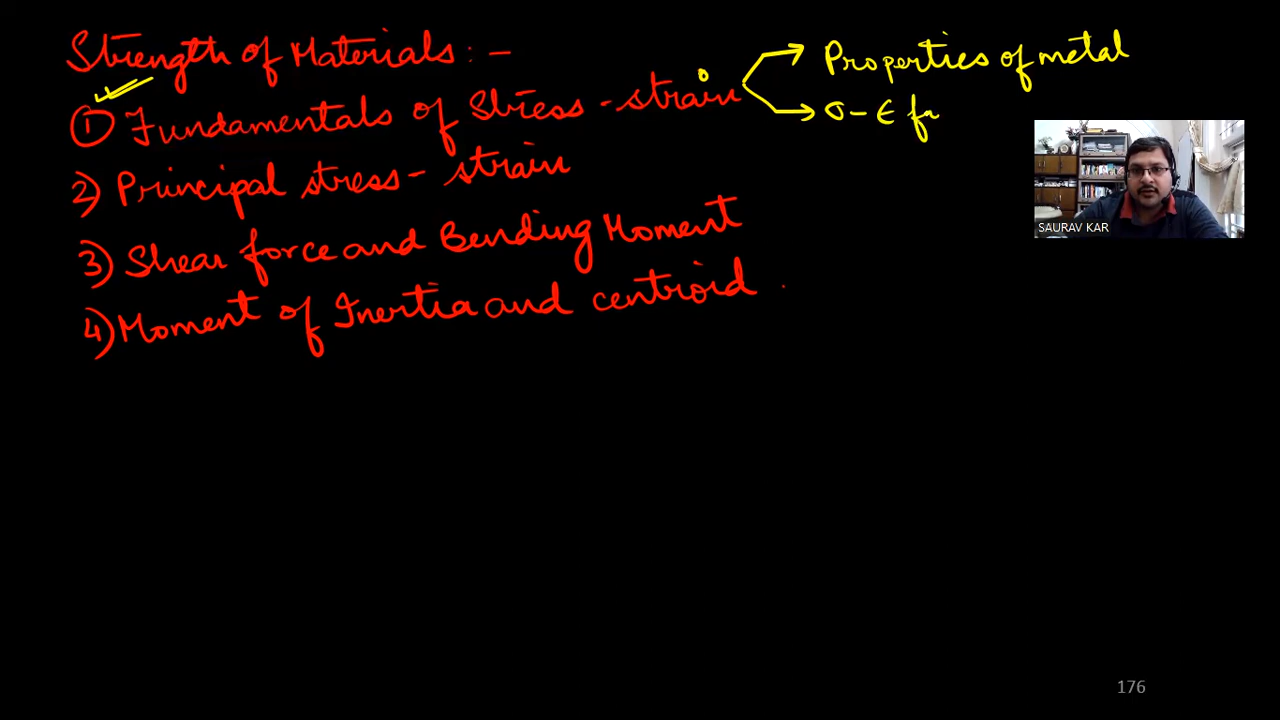 Strength of Materials :-
① Fundamentals of Stress - strain
Properties of metal
σ - ϵ
2) Principal stress - strain
3) Shear force and Bending Moment
4) Moment of Inertia and centroid
SAURAV KAR
176